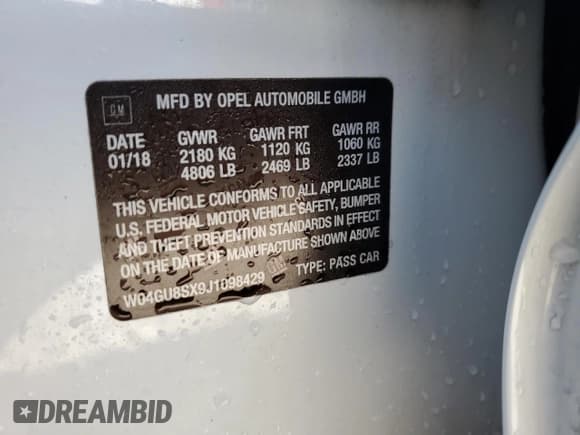 GM
MFD BY OPEL AUTOMOBILE GMBH
DATE GVWR GAWR FRT GAWR RR
01/18 2180 KG 1120 KG 1060 KG
4806 LB 2469 LB 2337 LB
THIS VEHICLE CONFORMS TO ALL APPLICABLE
U.S. FEDERAL MOTOR VEHICLE SAFETY, BUMPER
AND THEFT PREVENTION STANDARDS IN EFFECT
ON THE DATE OF MANUFACTURE SHOWN ABOVE
W04GU8SX9J1098429 GM TYPE: PASS CAR
DREAMBID